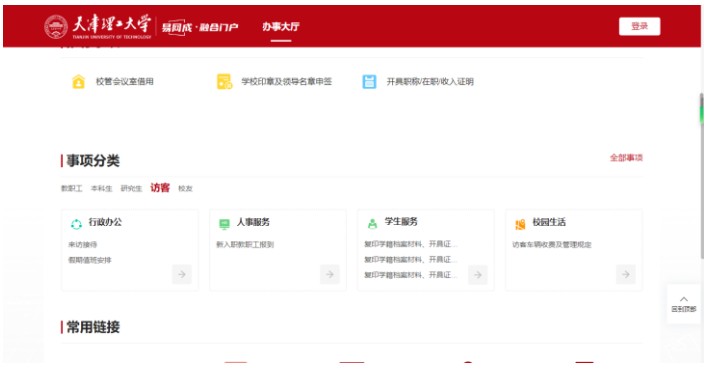 天津理工大学 易网成·融合门户 办事大厅 登录
TIANJIN UNIVERSITY OF TECHNOLOGY
校管会议室借用 学校印章及领导名章申签 开具职称/在职/收入证明
事项分类 全部事项
教职工 本科生 研究生 访客 校友
行政办公 人事服务 学生服务 校园生活
来访接待 新入职教职工报到 复印学籍档案材料、开具证... 访客车辆收费及管理规定
假期值班安排 复印学籍档案材料、开具证...
复印学籍档案材料、开具证...
回到顶部
常用链接